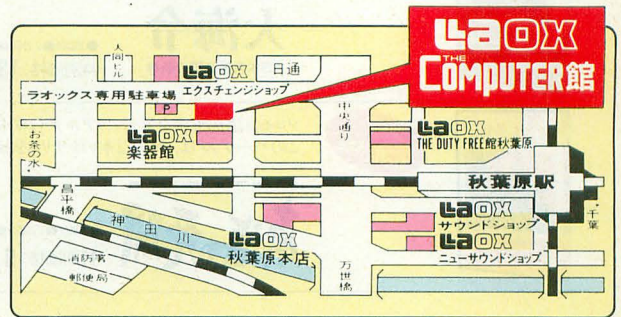 Laox
THE
COMPUTER館
Laox
エクスチェンジショップ
日通
ラオックス専用駐車場
P
お茶の水
Laox
楽器館
中央通り
Laox
THE DUTY FREE館秋葉原
秋葉原駅
千葉
昌平橋
神田川
Laox
秋葉原本店
Laox
サウンドショップ
Laox
ニューサウンドショップ
消防署
郵便局
万世橋